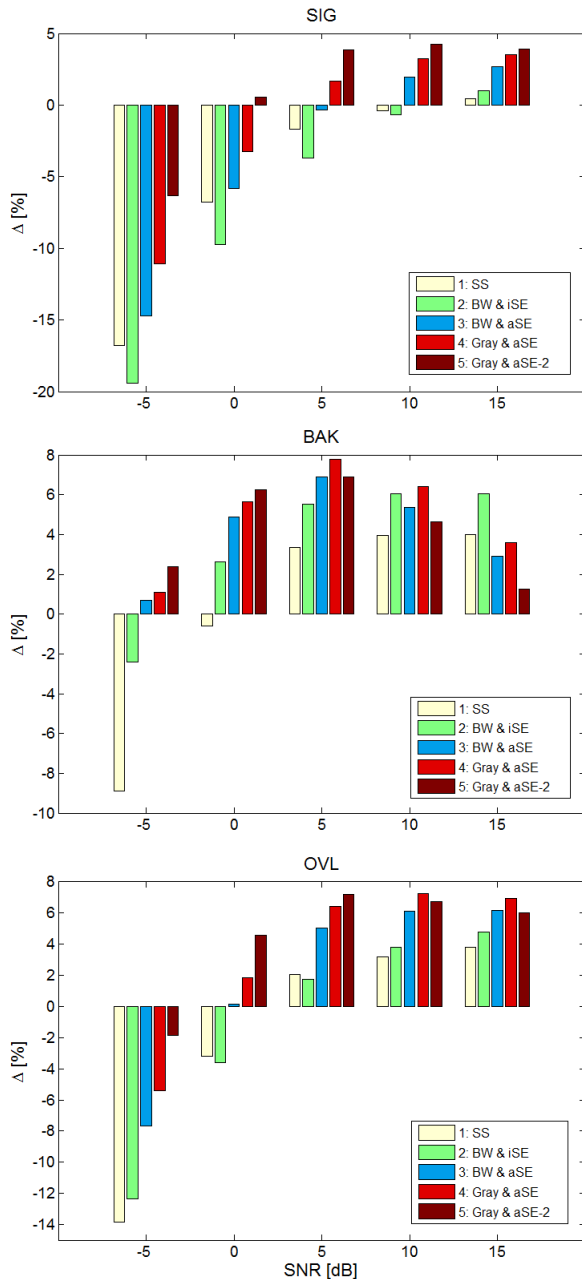 SIG
5
0
-5
-10
-15
-20
Δ [%]
-5 0 5 10 15
1: SS
2: BW & iSE
3: BW & aSE
4: Gray & aSE
5: Gray & aSE-2
BAK
8
6
4
2
0
-2
-4
-6
-8
-10
Δ [%]
-5 0 5 10 15
1: SS
2: BW & iSE
3: BW & aSE
4: Gray & aSE
5: Gray & aSE-2
OVL
8
6
4
2
0
-2
-4
-6
-8
-10
-12
-14
Δ [%]
-5 0 5 10 15
SNR [dB]
1: SS
2: BW & iSE
3: BW & aSE
4: Gray & aSE
5: Gray & aSE-2